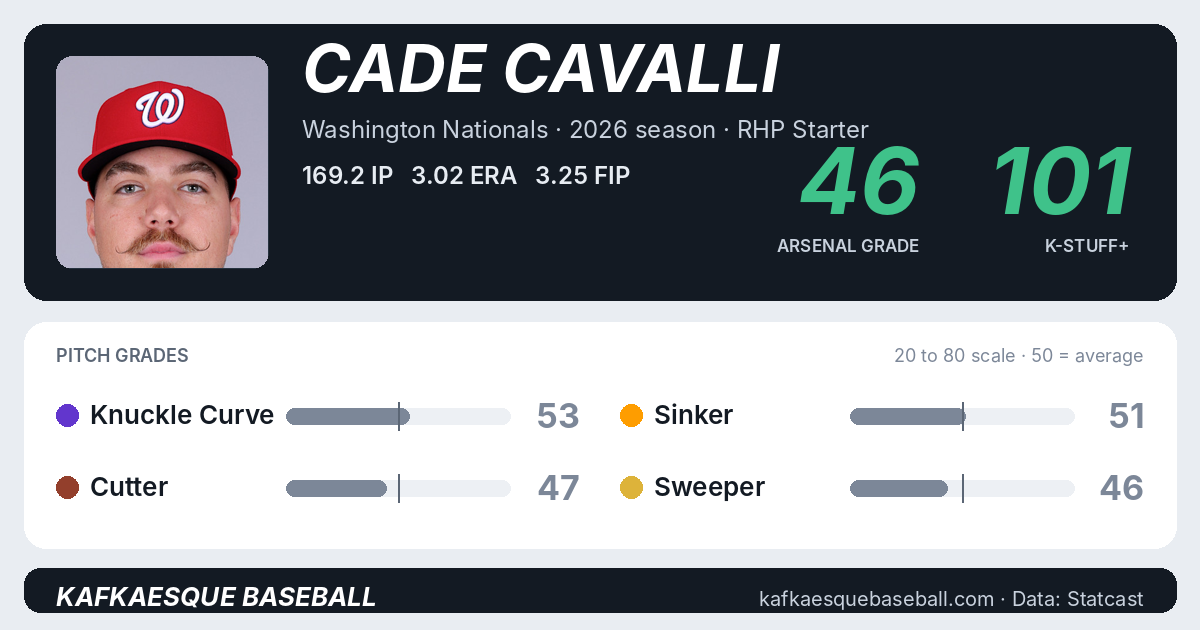 CADE CAVALLI
Washington Nationals · 2026 season · RHP Starter
169.2 IP 3.02 ERA 3.25 FIP
46 101
ARSENAL GRADE K-STUFF+
W
PITCH GRADES 20 to 80 scale · 50 = average
Knuckle Curve 53 Sinker 51
Cutter 47 Sweeper 46
KAFKAESQUE BASEBALL kafkaesquebaseball.com · Data: Statcast